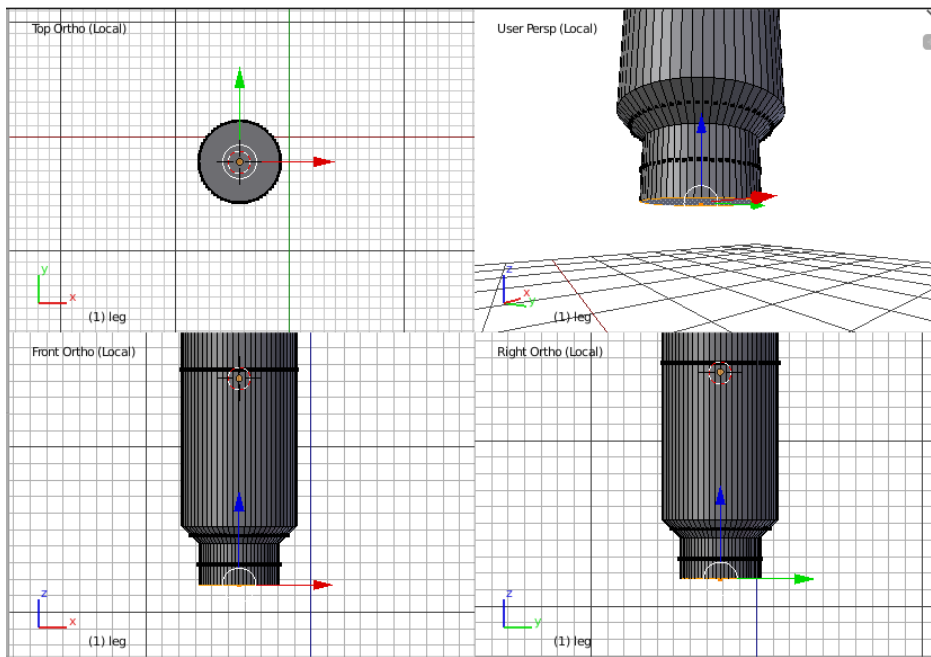 Top Ortho (Local)
y
x
(1) leg
User Persp (Local)
z
x
y
(1) leg
Front Ortho (Local)
z
x
(1) leg
Right Ortho (Local)
z
y
(1) leg